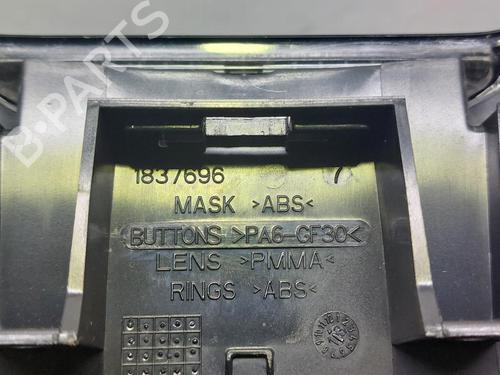 B-PARTS
1837696 7
MASK >ABS<
BUTTONS >PA6-GF30<
LENS >PMMA<
RINGS >ABS<